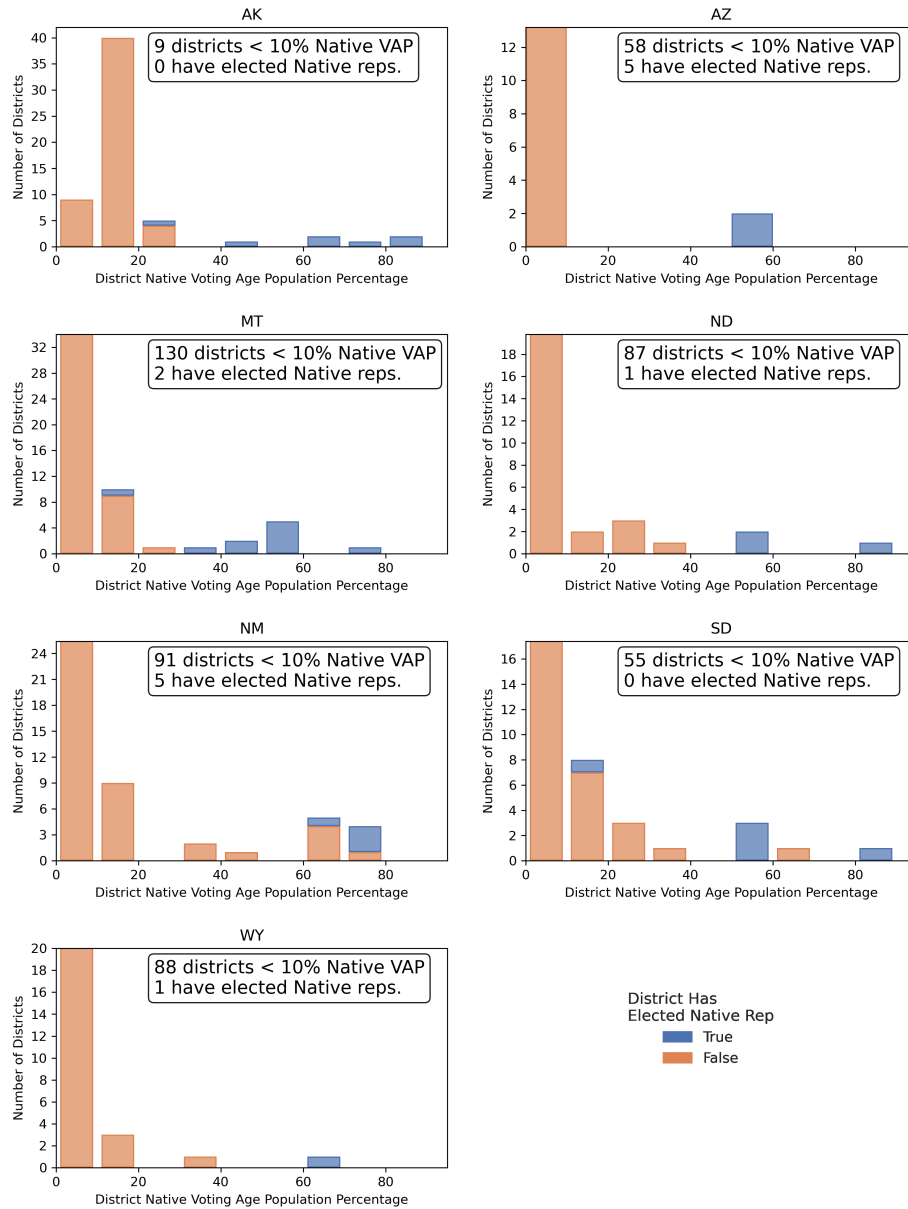 AK
9 districts < 10% Native VAP
0 have elected Native reps.
Number of Districts
40
35
30
25
20
15
10
5
0
0 20 40 60 80
District Native Voting Age Population Percentage
AZ
58 districts < 10% Native VAP
5 have elected Native reps.
Number of Districts
12
10
8
6
4
2
0
0 20 40 60 80
District Native Voting Age Population Percentage
MT
130 districts < 10% Native VAP
2 have elected Native reps.
Number of Districts
32
28
24
20
16
12
8
4
0
0 20 40 60 80
District Native Voting Age Population Percentage
ND
87 districts < 10% Native VAP
1 have elected Native reps.
Number of Districts
18
16
14
12
10
8
6
4
2
0
0 20 40 60 80
District Native Voting Age Population Percentage
NM
91 districts < 10% Native VAP
5 have elected Native reps.
Number of Districts
24
21
18
15
12
9
6
3
0
0 20 40 60 80
District Native Voting Age Population Percentage
SD
55 districts < 10% Native VAP
0 have elected Native reps.
Number of Districts
16
14
12
10
8
6
4
2
0
0 20 40 60 80
District Native Voting Age Population Percentage
WY
88 districts < 10% Native VAP
1 have elected Native reps.
Number of Districts
20
18
16
14
12
10
8
6
4
2
0
0 20 40 60 80
District Native Voting Age Population Percentage
District Has
Elected Native Rep
True
False